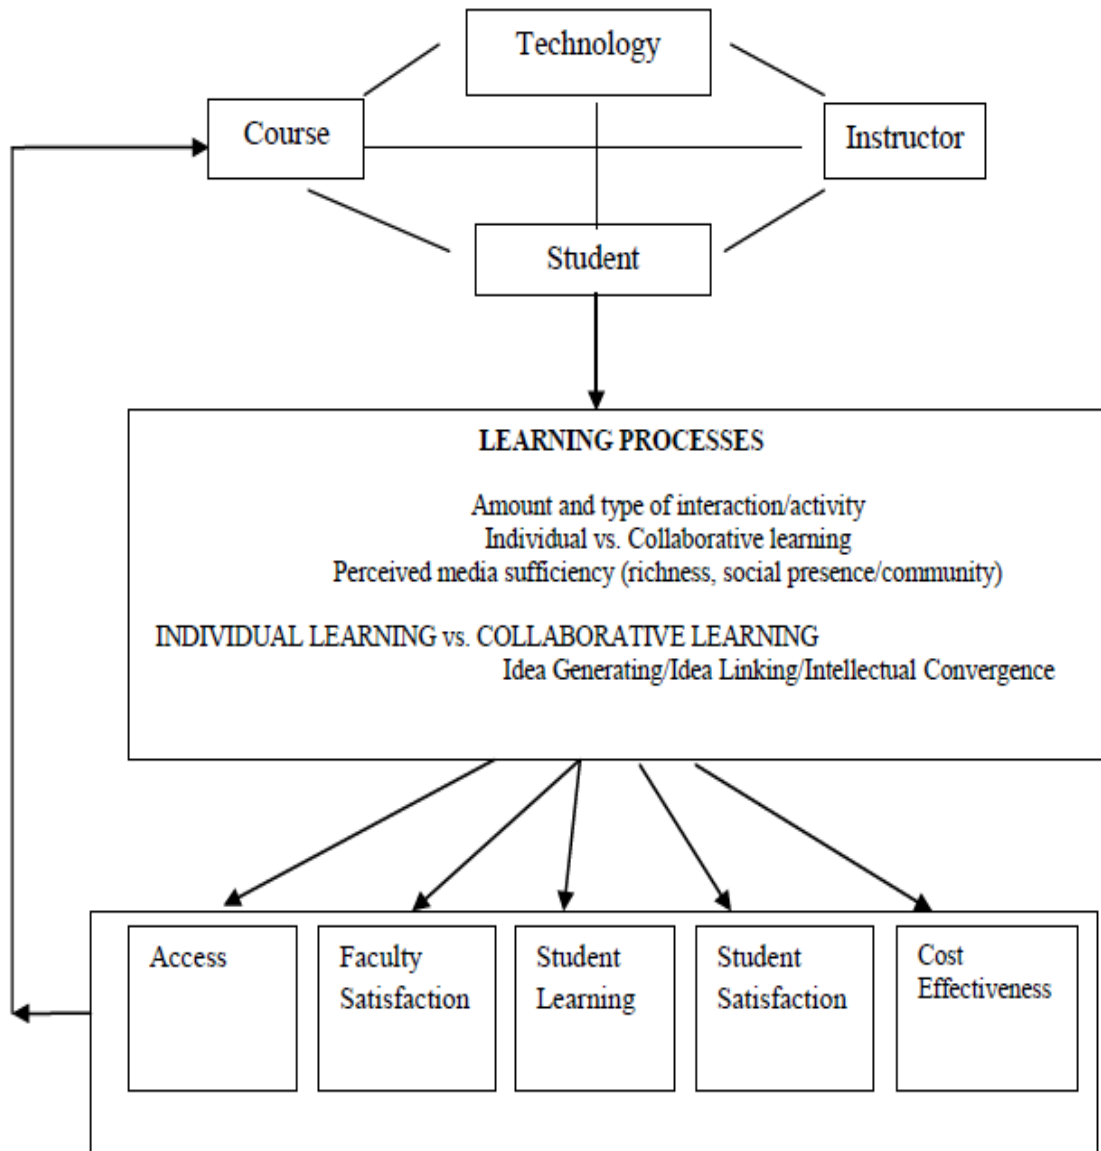 Technology
Course
Instructor
Student
LEARNING PROCESSES
Amount and type of interaction/activity
Individual vs. Collaborative learning
Perceived media sufficiency (richness, social presence/community)
INDIVIDUAL LEARNING vs. COLLABORATIVE LEARNING
Idea Generating/Idea Linking/Intellectual Convergence
Access
Faculty
Satisfaction
Student
Learning
Student
Satisfaction
Cost
Effectiveness